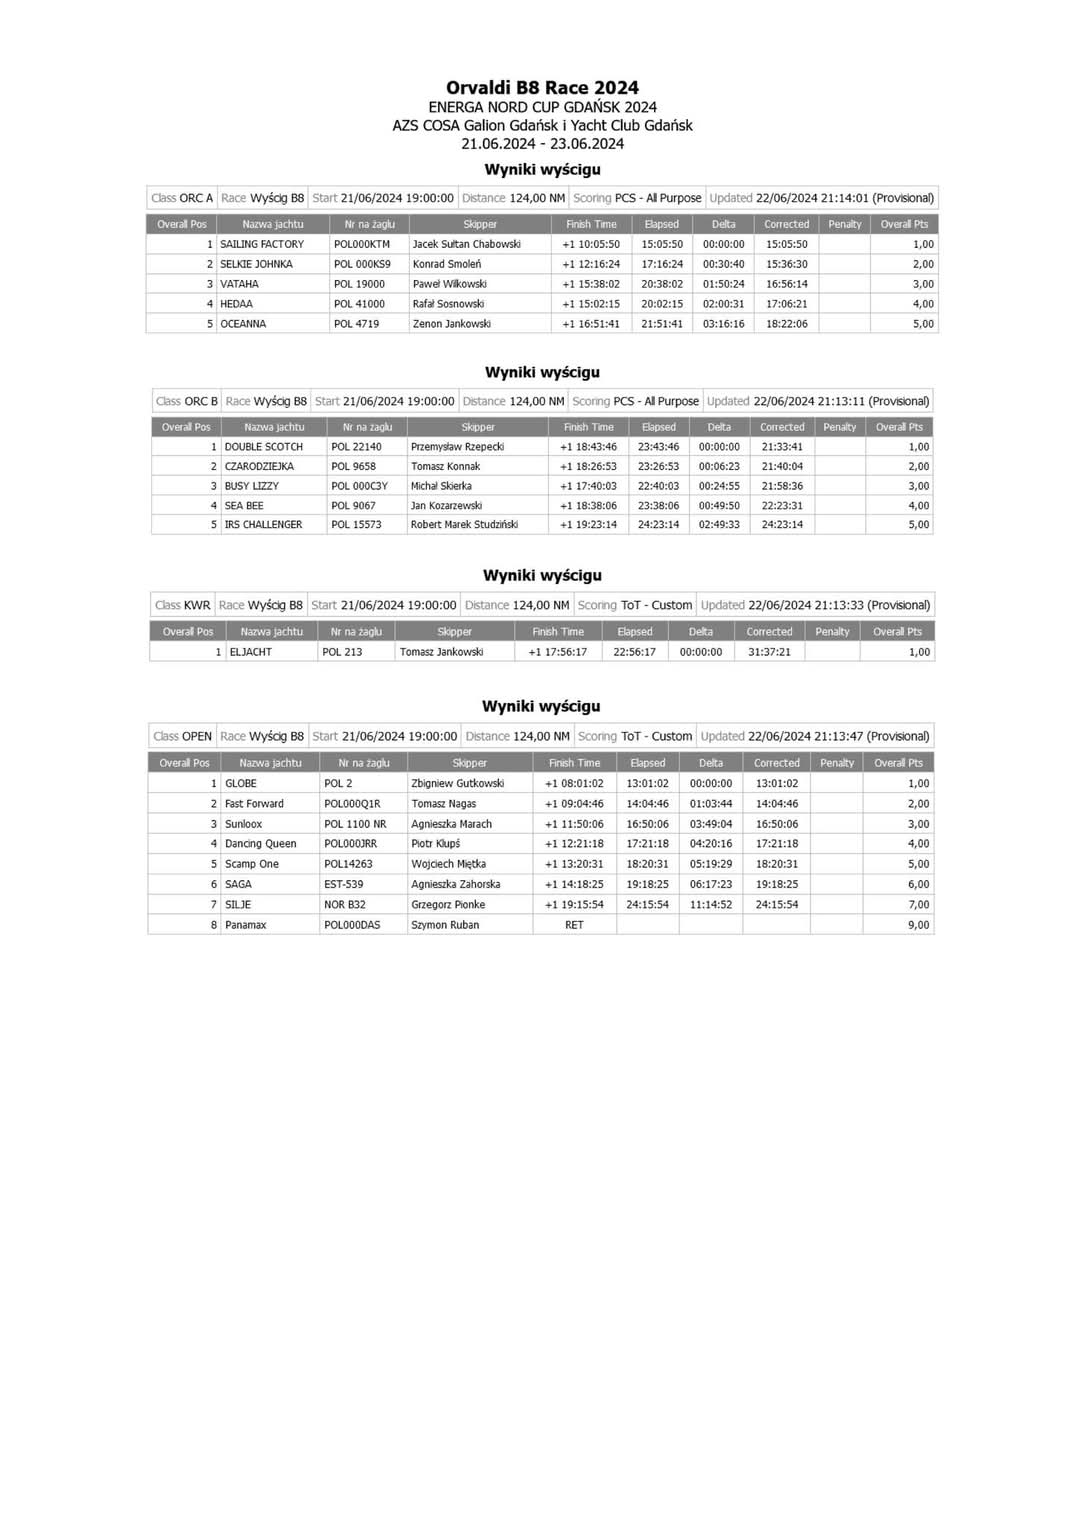 Orvaldi B8 Race 2024
ENERGA NORD CUP GDAŃSK 2024
AZS COSA Galion Gdańsk i Yacht Club Gdańsk
21.06.2024 - 23.06.2024
Wyniki wyścigu
Class ORC A Race Wyścig B8 Start 21/06/2024 19:00:00 Distance 124,00 NM Scoring PCS - All Purpose Updated 22/06/2024 21:14:01 (Provisional)
Overall Pos Nazwa jachtu Nr na żaglu Skipper Finish Time Elapsed Delta Corrected Penalty Overall Pts
1 SAILING FACTORY POL000KTM Jacek Sułtan Chabowski +1 10:05:50 15:05:50 00:00:00 15:05:50 1,00
2 SELKIE JOHNKA POL 000KS9 Konrad Smoleń +1 12:16:24 17:16:24 00:30:40 15:36:30 2,00
3 VATAHA POL 19000 Paweł Wilkowski +1 15:38:02 20:38:02 01:50:24 16:56:14 3,00
4 HEDAA POL 41000 Rafał Sosnowski +1 15:02:15 20:02:15 02:00:31 17:06:21 4,00
5 OCEANNA POL 4719 Zenon Jankowski +1 16:51:41 21:51:41 03:16:16 18:22:06 5,00
Wyniki wyścigu
Class ORC B Race Wyścig B8 Start 21/06/2024 19:00:00 Distance 124,00 NM Scoring PCS - All Purpose Updated 22/06/2024 21:13:11 (Provisional)
Overall Pos Nazwa jachtu Nr na żaglu Skipper Finish Time Elapsed Delta Corrected Penalty Overall Pts
1 DOUBLE SCOTCH POL 22140 Przemysław Rzepecki +1 18:43:46 23:43:46 00:00:00 21:33:41 1,00
2 CZARODZIEJKA POL 9658 Tomasz Konnak +1 18:26:53 23:26:53 00:06:23 21:40:04 2,00
3 BUSY LIZZY POL 000C3Y Michał Skierka +1 17:40:03 22:40:03 00:24:55 21:58:36 3,00
4 SEA BEE POL 9067 Jan Kozarzewski +1 18:38:06 23:38:06 00:49:50 22:23:31 4,00
5 IRS CHALLENGER POL 15573 Robert Marek Studziński +1 19:23:14 24:23:14 02:49:33 24:23:14 5,00
Wyniki wyścigu
Class KWR Race Wyścig B8 Start 21/06/2024 19:00:00 Distance 124,00 NM Scoring ToT - Custom Updated 22/06/2024 21:13:33 (Provisional)
Overall Pos Nazwa jachtu Nr na żaglu Skipper Finish Time Elapsed Delta Corrected Penalty Overall Pts
1 ELJACHT POL 213 Tomasz Jankowski +1 17:56:17 22:56:17 00:00:00 31:37:21 1,00
Wyniki wyścigu
Class OPEN Race Wyścig B8 Start 21/06/2024 19:00:00 Distance 124,00 NM Scoring ToT - Custom Updated 22/06/2024 21:13:47 (Provisional)
Overall Pos Nazwa jachtu Nr na żaglu Skipper Finish Time Elapsed Delta Corrected Penalty Overall Pts
1 GLOBE POL 2 Zbigniew Gutkowski +1 08:01:02 13:01:02 00:00:00 13:01:02 1,00
2 Fast Forward POL000Q1R Tomasz Nagas +1 09:04:46 14:04:46 01:03:44 14:04:46 2,00
3 Sunloox POL 1100 NR Agnieszka Marach +1 11:50:06 16:50:06 03:49:04 16:50:06 3,00
4 Dancing Queen POL000JRR Piotr Klupś +1 12:21:18 17:21:18 04:20:16 17:21:18 4,00
5 Scamp One POL14263 Wojciech Miętka +1 13:20:31 18:20:31 05:19:29 18:20:31 5,00
6 SAGA EST-539 Agnieszka Zahorska +1 14:18:25 19:18:25 06:17:23 19:18:25 6,00
7 SILJE NOR B32 Grzegorz Pionke +1 19:15:54 24:15:54 11:14:52 24:15:54 7,00
8 Panamax POL000DAS Szymon Ruban RET 9,00